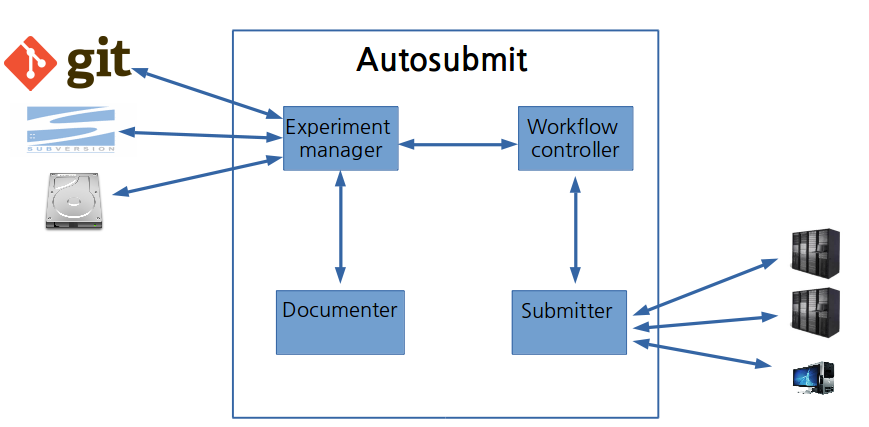 Autosubmit
git
SUBVERSION
Experiment
manager
Workflow
controller
Documenter
Submitter